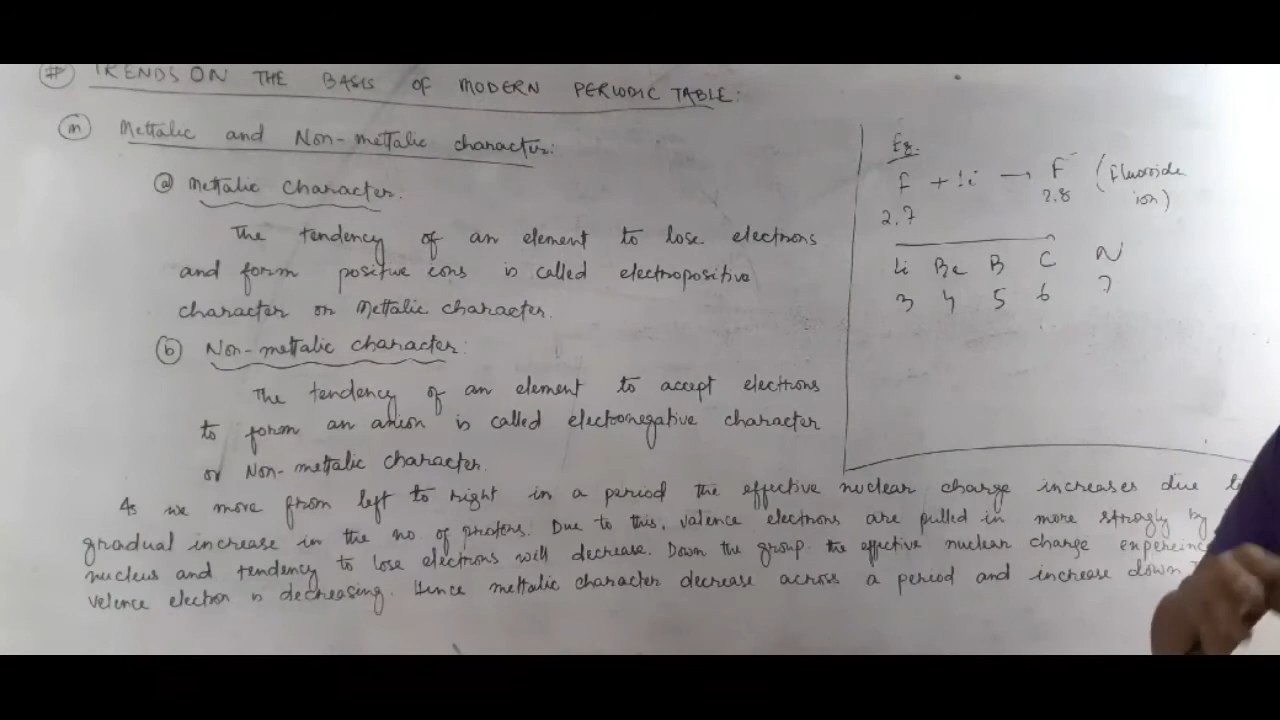 # TRENDS ON THE BASIS OF MODERN PERIODIC TABLE:
m Mettalic and Non-mettalic character:
a Mettalic Character.
The tendency of an element to lose electrons
and form positive ions is called electropositive
character or Mettalic character.
b Non-mettalic character:
The tendency of an element to accept electrons
to form an anion is called electronegative character
or Non-mettalic character.
As we move from left to right in a period the effective nuclear charge increases due
gradual increase in the no of protons. Due to this, valence electrons are pulled in more strongly by
nucleus and tendency to lose electrons will decrease. Down the group the effective nuclear charge
velence electron is decreasing. Hence mettalic character decrease across a period and increase down
Eg.
F + Li → F⁻ (fluoride
2.7 2.8 ion)
Li Be B C N
3 4 5 6 7